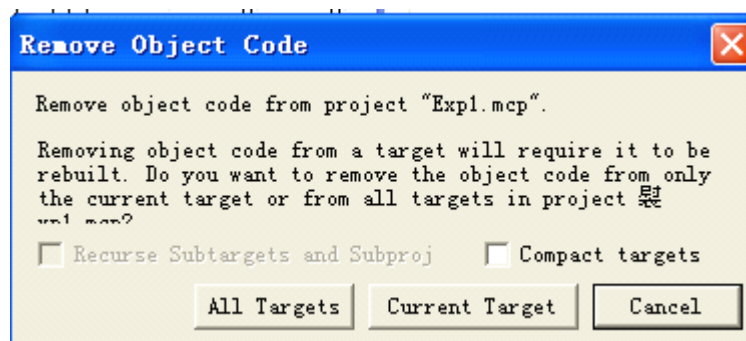 Remove Object Code
Remove object code from project "Exp1.mcp".
Removing object code from a target will require it to be
rebuilt. Do you want to remove the object code from only
the current target or from all targets in project
xp1.mcp?
Recurse Subtargets and Subproj
Compact targets
All Targets
Current Target
Cancel